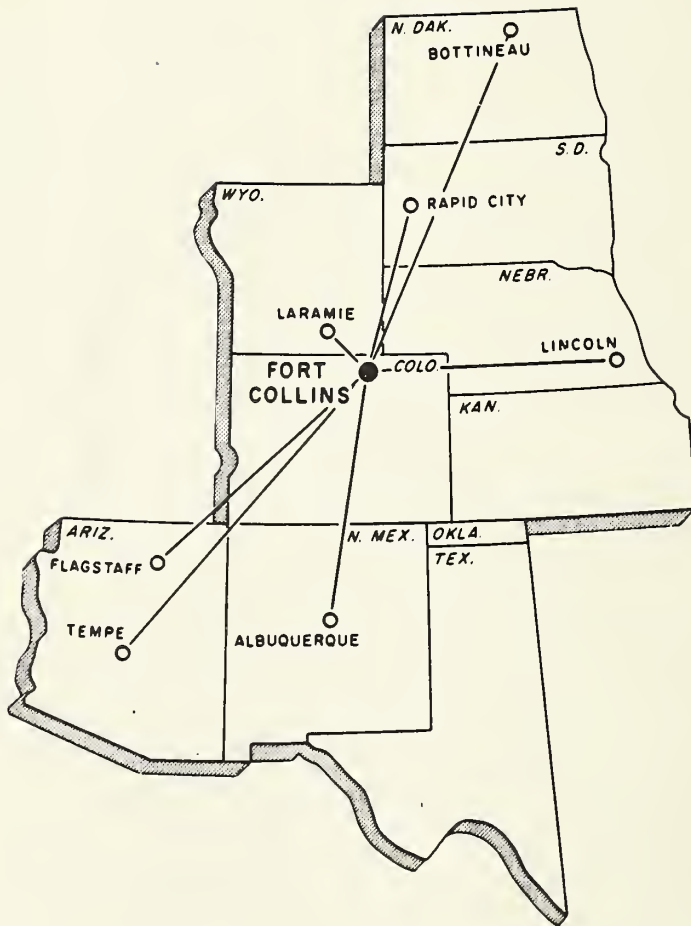 N. DAK.
BOTTINEAU
S.D.
WYO.
RAPID CITY
NEBR.
LARAMIE
LINCOLN
FORT
COLLINS
COLO.
KAN.
ARIZ.
N. MEX.
OKLA.
TEX.
FLAGSTAFF
TEMPE
ALBUQUERQUE